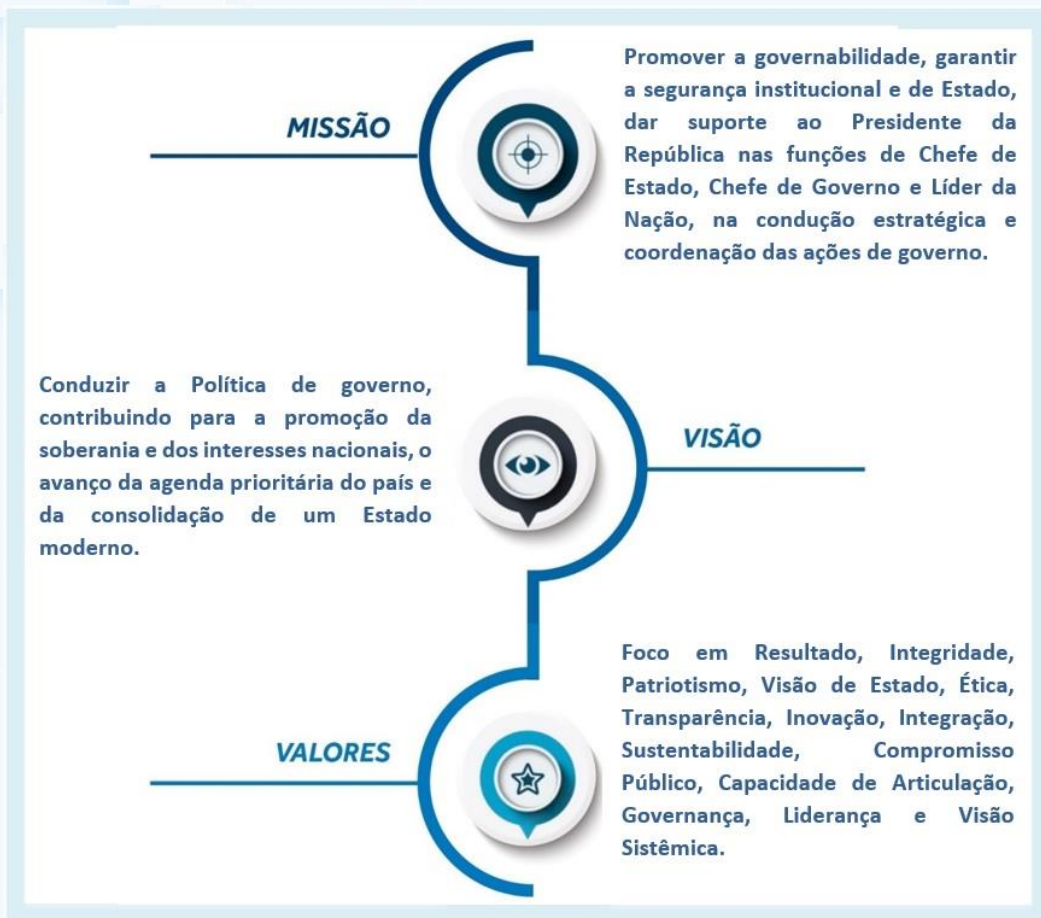 MISSÃO
Promover a governabilidade, garantir
a segurança institucional e de Estado,
dar suporte ao Presidente da
República nas funções de Chefe de
Estado, Chefe de Governo e Líder da
Nação, na condução estratégica e
coordenação das ações de governo.
Conduzir a Política de governo,
contribuindo para a promoção da
soberania e dos interesses nacionais, o
avanço da agenda prioritária do país e
da consolidação de um Estado
moderno.
VISÃO
VALORES
Foco em Resultado, Integridade,
Patriotismo, Visão de Estado, Ética,
Transparência, Inovação, Integração,
Sustentabilidade, Compromisso
Público, Capacidade de Articulação,
Governança, Liderança e Visão
Sistêmica.